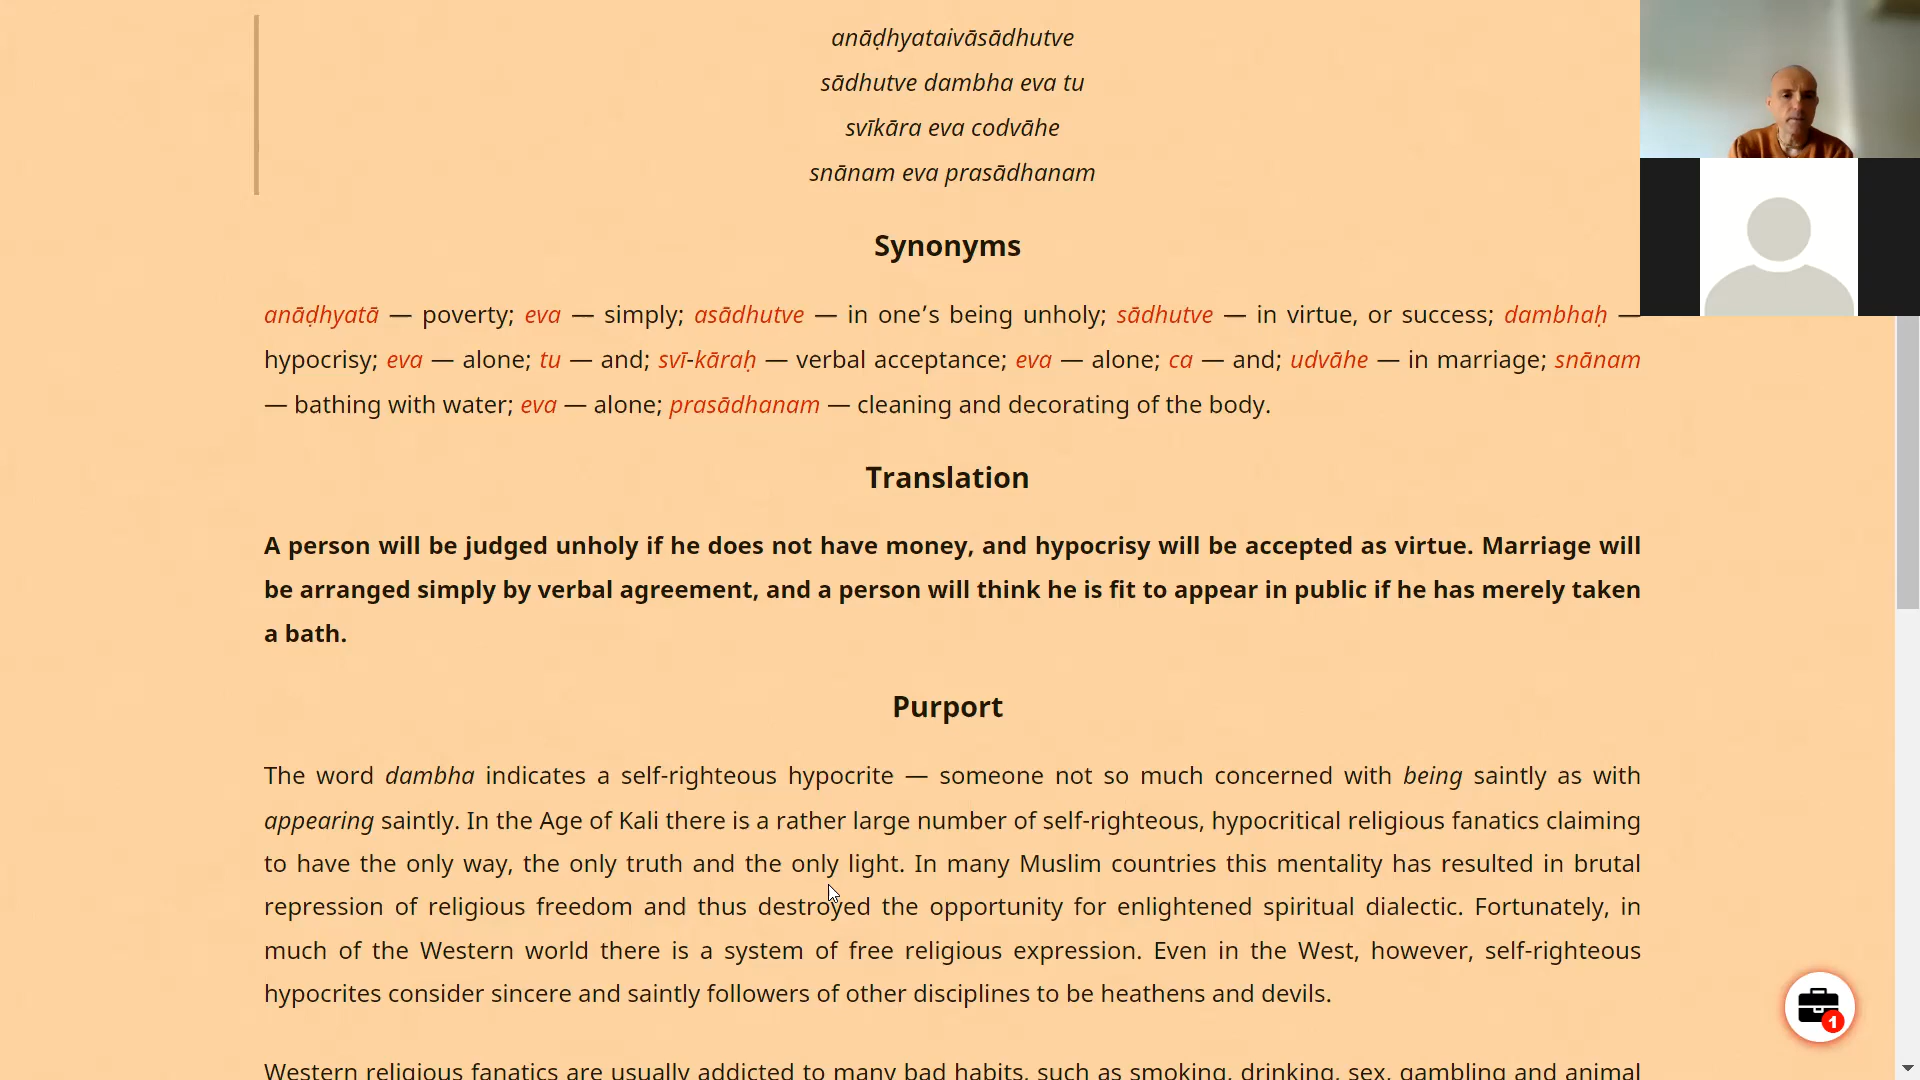 anāḍhyataivāsādhutve
sādhutve dambha eva tu
svīkāra eva codvāhe
snānam eva prasādhanam
Synonyms
anāḍhyatā — poverty; eva — simply; asādhutve — in one’s being unholy; sādhutve — in virtue, or success; dambhaḥ —
hypocrisy; eva — alone; tu — and; svī-kāraḥ — verbal acceptance; eva — alone; ca — and; udvāhe — in marriage; snānam
— bathing with water; eva — alone; prasādhanam — cleaning and decorating of the body.
Translation
A person will be judged unholy if he does not have money, and hypocrisy will be accepted as virtue. Marriage will
be arranged simply by verbal agreement, and a person will think he is fit to appear in public if he has merely taken
a bath.
Purport
The word dambha indicates a self-righteous hypocrite — someone not so much concerned with being saintly as with
appearing saintly. In the Age of Kali there is a rather large number of self-righteous, hypocritical religious fanatics claiming
to have the only way, the only truth and the only light. In many Muslim countries this mentality has resulted in brutal
repression of religious freedom and thus destroyed the opportunity for enlightened spiritual dialectic. Fortunately, in
much of the Western world there is a system of free religious expression. Even in the West, however, self-righteous
hypocrites consider sincere and saintly followers of other disciplines to be heathens and devils.
Western religious fanatics are usually addicted to many bad habits, such as smoking, drinking, sex, gambling and animal
1